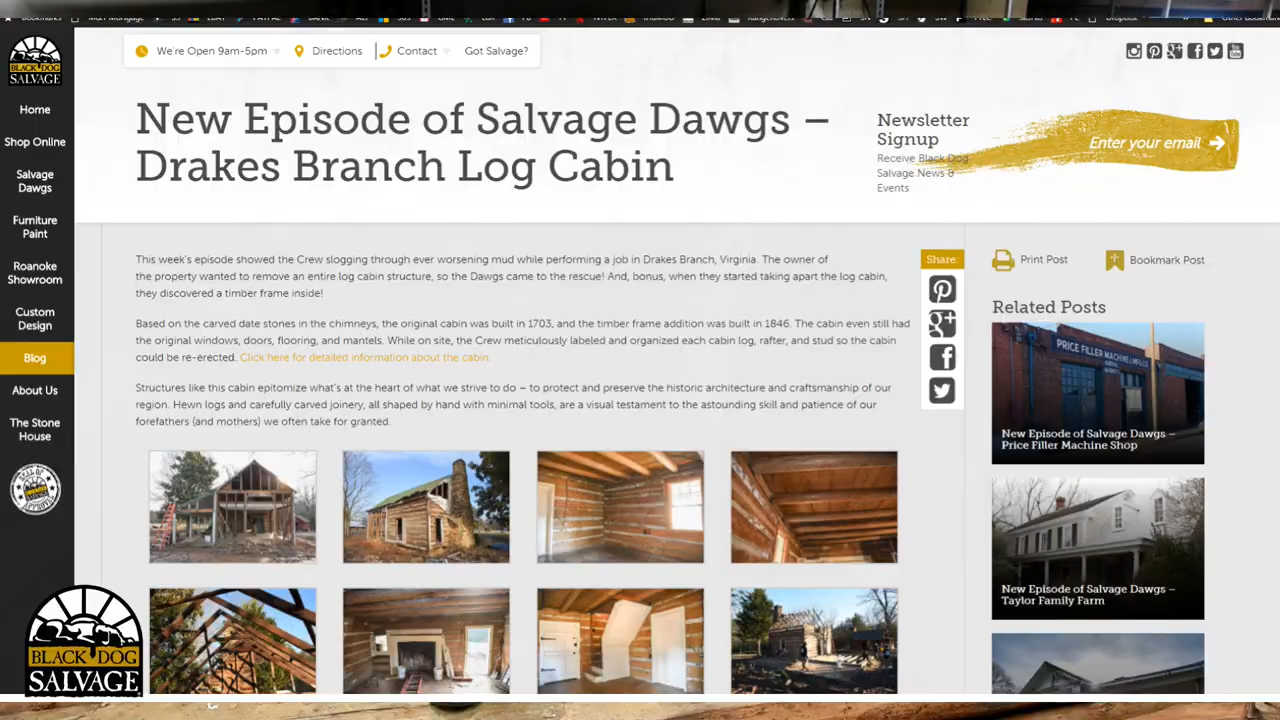 Bookmarks
We're Open 9am-5pm
Directions
Contact
Got Salvage?
BLACK DOG
SALVAGE
Home
Shop Online
Salvage
Dawgs
Furniture
Paint
Roanoke
Showroom
Custom
Design
Blog
About Us
The Stone
House
New Episode of Salvage Dawgs –
Drakes Branch Log Cabin
Newsletter
Signup
Receive Black Dog
Salvage News &
Events
Enter your email
This week's episode showed the Crew slogging through ever worsening mud while performing a job in Drakes Branch, Virginia. The owner of
the property wanted to remove an entire log cabin structure, so the Dawgs came to the rescue! And, bonus, when they started taking apart the log cabin,
they discovered a timber frame inside!
Based on the carved date stones in the chimneys, the original cabin was built in 1703, and the timber frame addition was built in 1846. The cabin even still had
the original windows, doors, flooring, and mantels. While on site, the Crew meticulously labeled and organized each cabin log, rafter, and stud so the cabin
could be re-erected. Click here for detailed information about the cabin.
Structures like this cabin epitomize what's at the heart of what we strive to do – to protect and preserve the historic architecture and craftsmanship of our
region. Hewn logs and carefully carved joinery, all shaped by hand with minimal tools, are a visual testament to the astounding skill and patience of our
forefathers (and mothers) we often take for granted.
Share:
Print Post
Bookmark Post
Related Posts
PRICE FILLER MACHINE & MFG.CO
New Episode of Salvage Dawgs –
Price Filler Machine Shop
New Episode of Salvage Dawgs –
Taylor Family Farm
BLACK DOG
SALVAGE